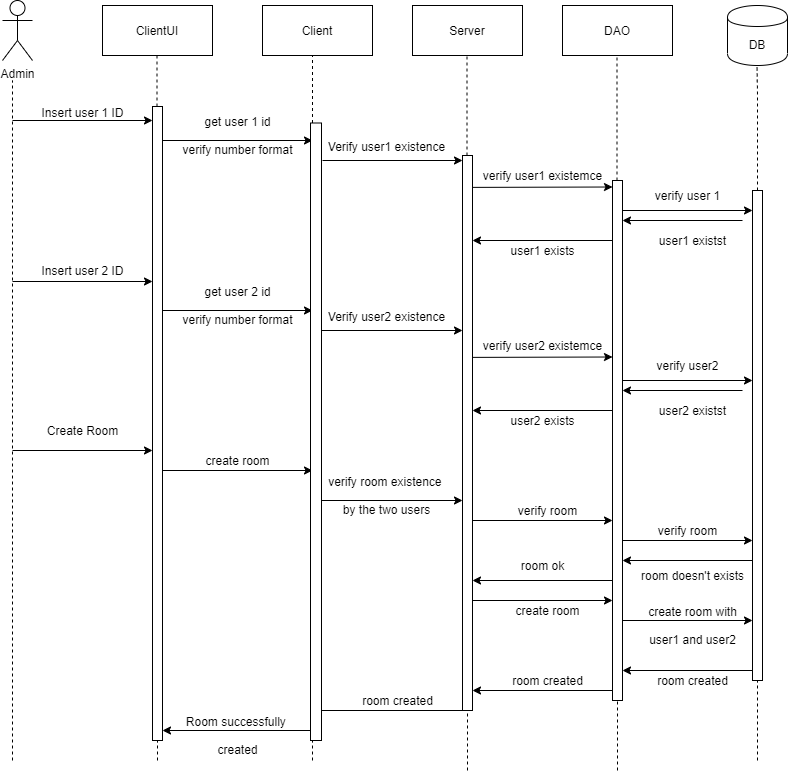 ClientUI
Client
Server
DAO
DB
Admin
Insert user 1 ID
get user 1 id
verify number format
Verify user1 existence
verify user1 existemce
verify user 1
user1 existst
user1 exists
Insert user 2 ID
get user 2 id
verify number format
Verify user2 existence
verify user2 existemce
verify user2
user2 existst
user2 exists
Create Room
create room
verify room existence
by the two users
verify room
verify room
room doesn't exists
room ok
create room
create room with
user1 and user2
room created
room created
room created
Room successfully
created